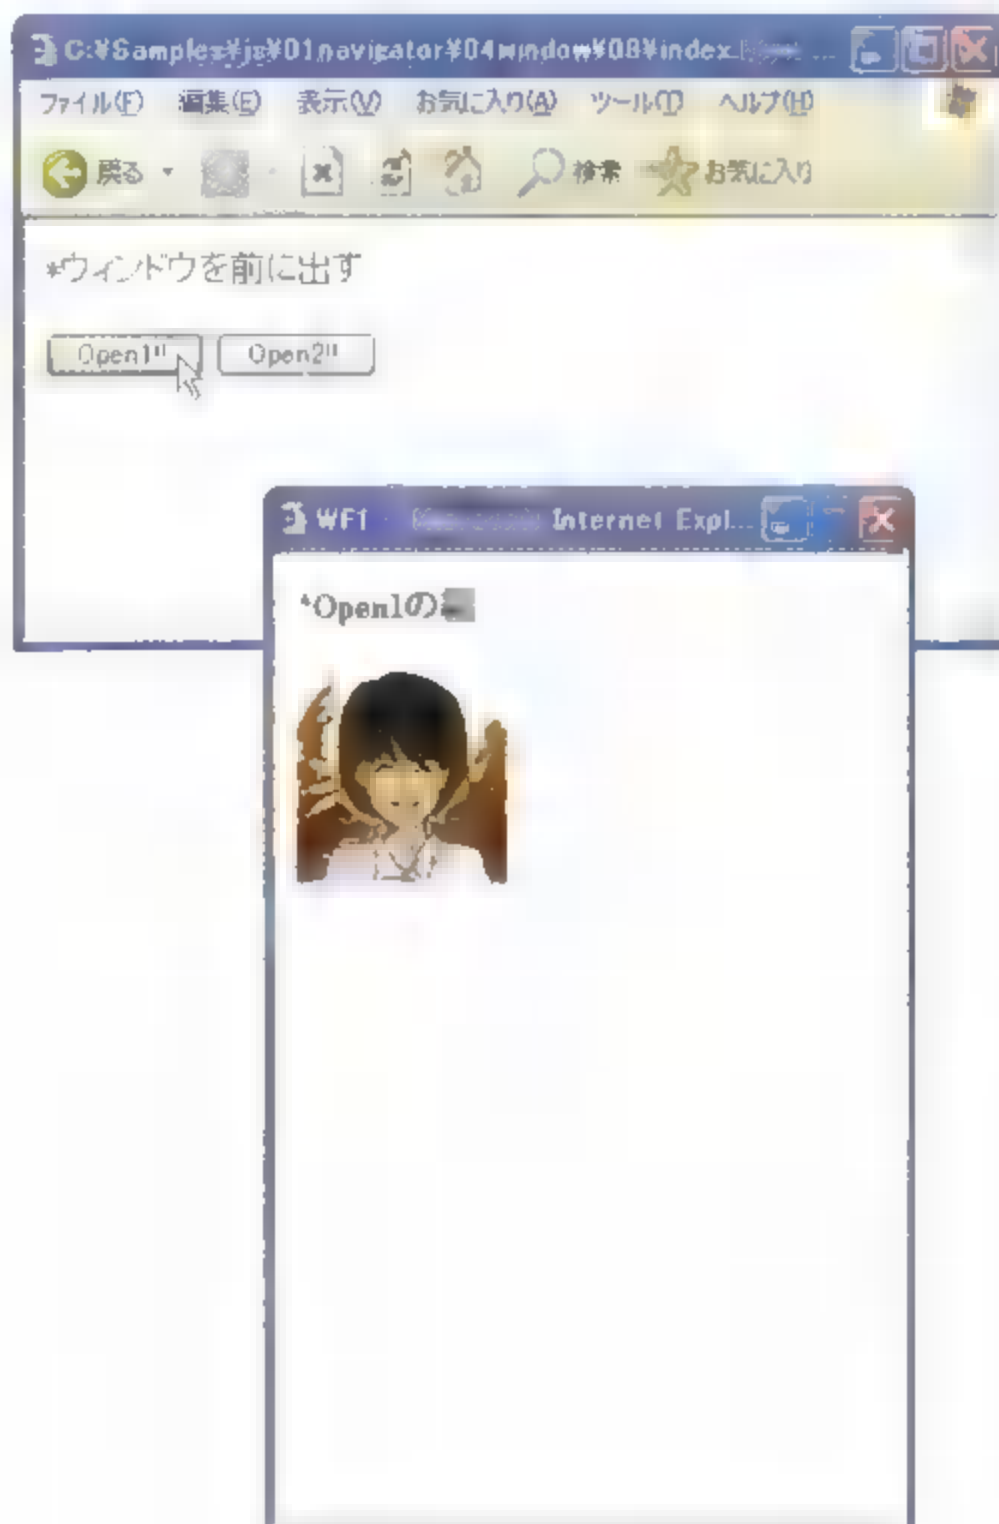 C:¥Samples¥js¥01navigator¥04window¥08¥index.
ファイル(F) 編集(E) 表示(V) お気に入り(A) ツール(T) ヘルプ(H)
戻る 検索 お気に入り
*ウィンドウを前に出す
Open1" Open2"
WF1 - Internet Expl...
*Open1の